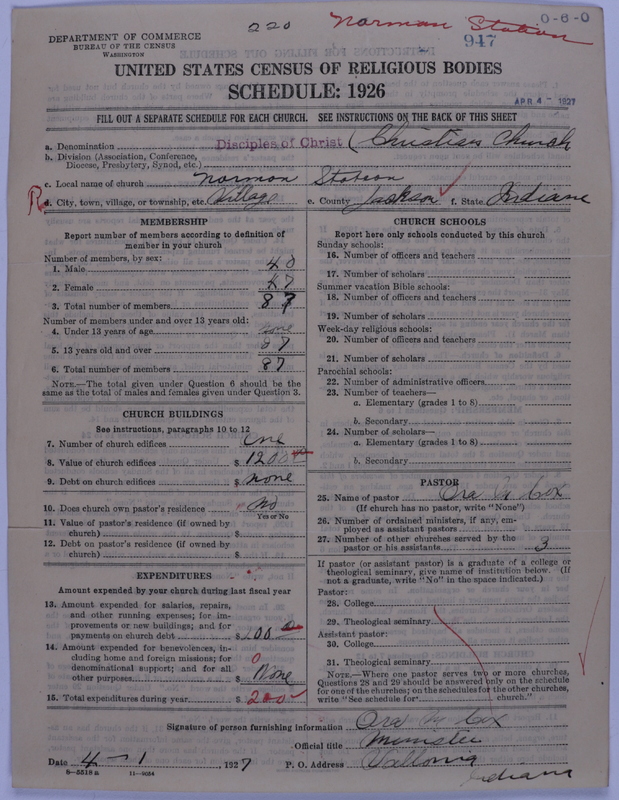 220
Norman Station
0-6-0
947
DEPARTMENT OF COMMERCE
BUREAU OF THE CENSUS
WASHINGTON
UNITED STATES CENSUS OF RELIGIOUS BODIES
SCHEDULE: 1926
APR 4 - 1927
FILL OUT A SEPARATE SCHEDULE FOR EACH CHURCH. SEE INSTRUCTIONS ON THE BACK OF THIS SHEET
a. Denomination Disciples of Christ (Christian Church
b. Division (Association, Conference,
Diocese, Presbytery, Synod, etc.)
c. Local name of church Norman Station
R d. City, town, village, or township, etc. Village e. County Jackson f. State Indiana
MEMBERSHIP
Report number of members according to definition of
member in your church
Number of members, by sex:
1. Male 40
2. Female 47
3. Total number of members 87
Number of members under and over 13 years old:
4. Under 13 years of age none
5. 13 years old and over 87
6. Total number of members 87
NOTE.—The total given under Question 6 should be the
same as the total of males and females given under Question 3.
CHURCH BUILDINGS
See instructions, paragraphs 10 to 12
7. Number of church edifices One
8. Value of church edifices $ 1200
9. Debt on church edifices $ none
10. Does church own pastor's residence No
Yes or No
11. Value of pastor's residence (if owned by
church) $
12. Debt on pastor's residence (if owned by
church) $
EXPENDITURES
Amount expended by your church during last fiscal year
13. Amount expended for salaries, repairs,
and other running expenses; for im-
provements or new buildings; and for
payments on church debt $ 200.
14. Amount expended for benevolences, in-
cluding home and foreign missions; for
denominational support; and for all
other purposes 0 None
15. Total expenditures during year $ 200
CHURCH SCHOOLS
Report here only schools conducted by this church
Sunday schools:
16. Number of officers and teachers
17. Number of scholars
Summer vacation Bible schools:
18. Number of officers and teachers
19. Number of scholars
Week-day religious schools:
20. Number of officers and teachers
21. Number of scholars
Parochial schools:
22. Number of administrative officers
23. Number of teachers—
a. Elementary (grades 1 to 8)
b. Secondary
24. Number of scholars—
a. Elementary (grades 1 to 8)
b. Secondary
PASTOR
25. Name of pastor Ora M Cox
(If church has no pastor, write "None")
26. Number of ordained ministers, if any, em-
ployed as assistant pastors
27. Number of other churches served by the
pastor or his assistants 3
If pastor (or assistant pastor) is a graduate of a college or
theological seminary, give name of institution below. (If
not a graduate, write "No" in the space indicated.)
Pastor:
28. College
29. Theological seminary
Assistant pastor:
30. College
31. Theological seminary
NOTE.—Where one pastor serves two or more churches,
Questions 28 and 29 should be answered only on the schedule
for one of the churches; on the schedules for the other churches,
write "See schedule for church."
Signature of person furnishing information Ora M Cox
Official title Minister
Date 4-1, 1927 P. O. Address Vallonia
Indiana
8-5518 a 11-9054